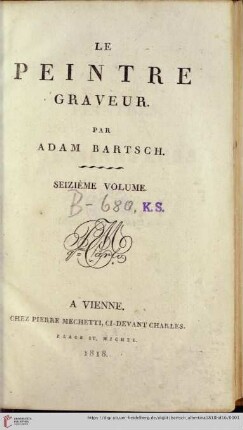 LE
PEINTRE
GRAVEUR.
PAR
ADAM BARTSCH.
SEIZIÈME VOLUME.
B-680, K.S.
A VIENNE,
CHEZ PIERRE MECHETTI, CI-DEVANT CHARLES.
1818.